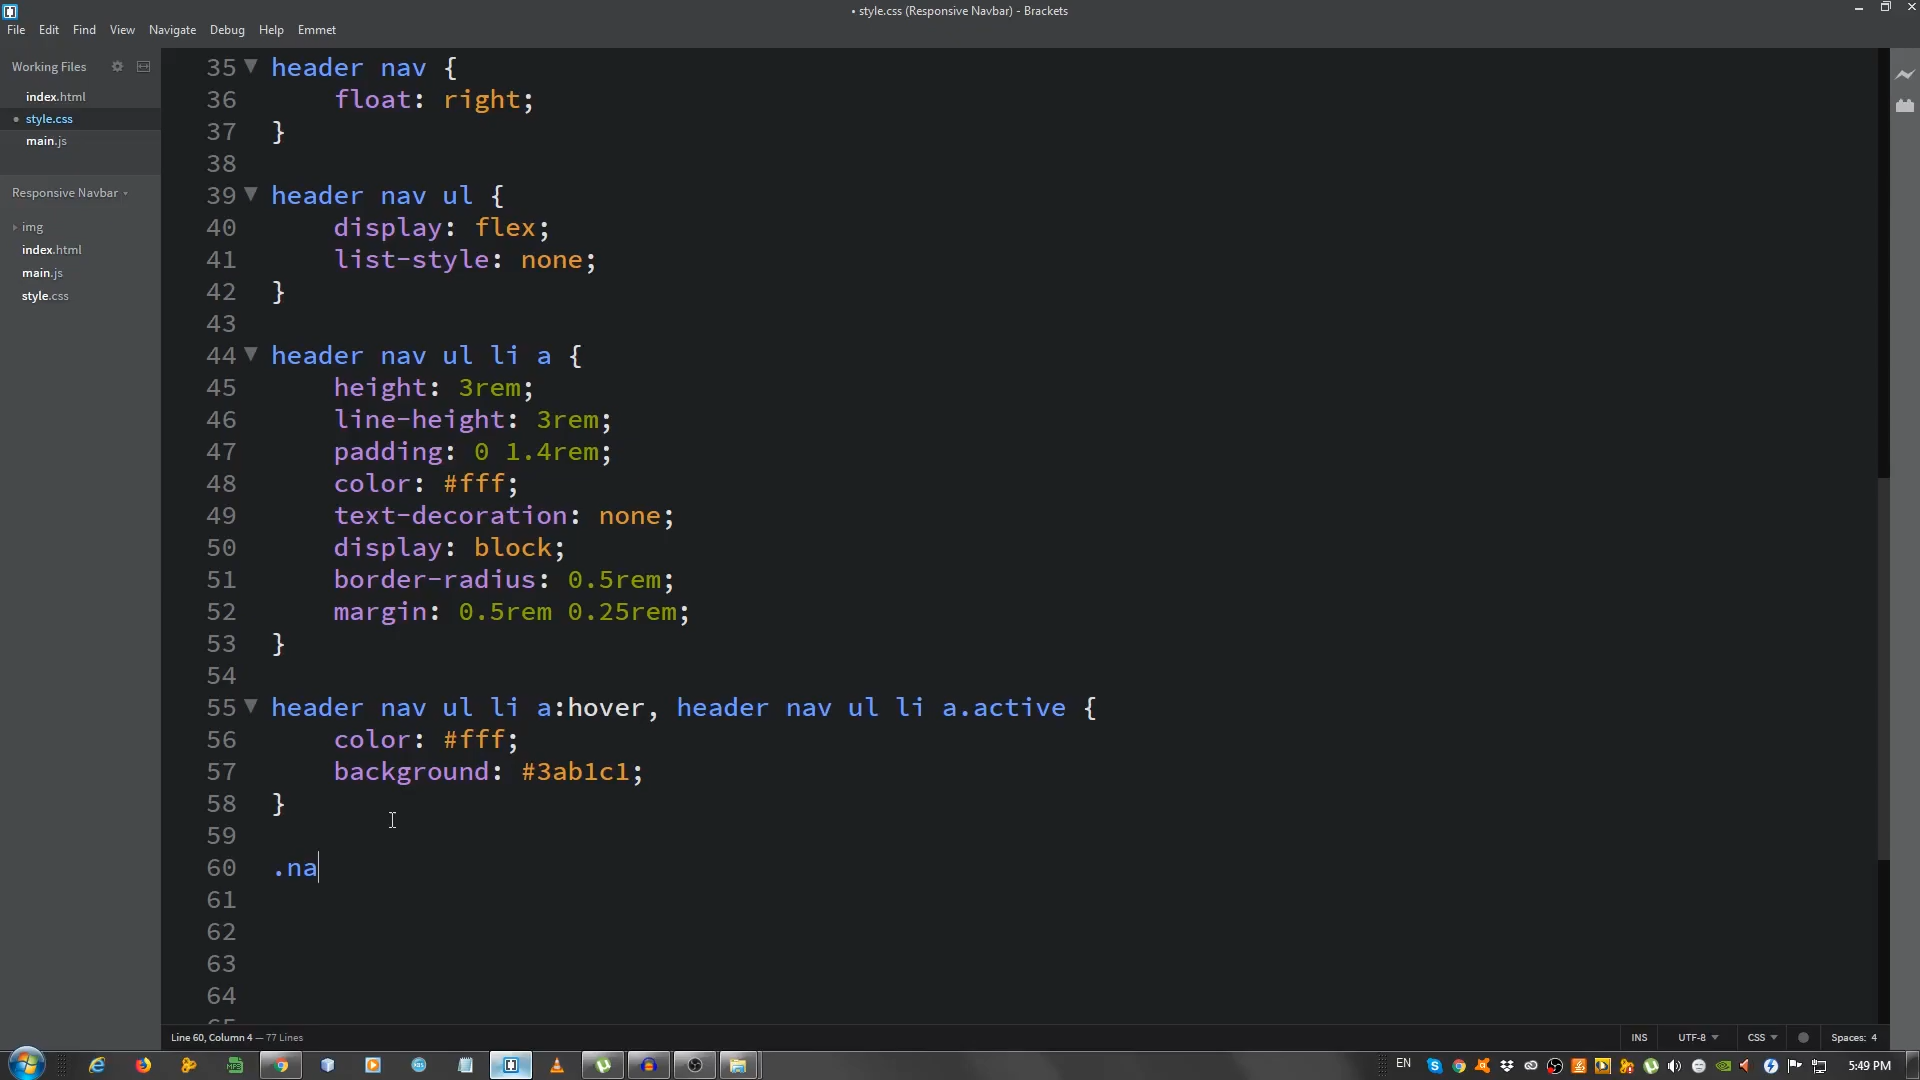 • style.css (Responsive Navbar) - Brackets
File Edit Find View Navigate Debug Help Emmet
Working Files
index.html
• style.css
main.js
Responsive Navbar
img
index.html
main.js
style.css
35 header nav {
36 float: right;
37 }
38
39 header nav ul {
40 display: flex;
41 list-style: none;
42 }
43
44 header nav ul li a {
45 height: 3rem;
46 line-height: 3rem;
47 padding: 0 1.4rem;
48 color: #fff;
49 text-decoration: none;
50 display: block;
51 border-radius: 0.5rem;
52 margin: 0.5rem 0.25rem;
53 }
54
55 header nav ul li a:hover, header nav ul li a.active {
56 color: #fff;
57 background: #3ab1c1;
58 }
59
60 .na
61
62
63
64
65
Line 60, Column 4 — 77 Lines
INS UTF-8 CSS Spaces: 4
EN 5:49 PM